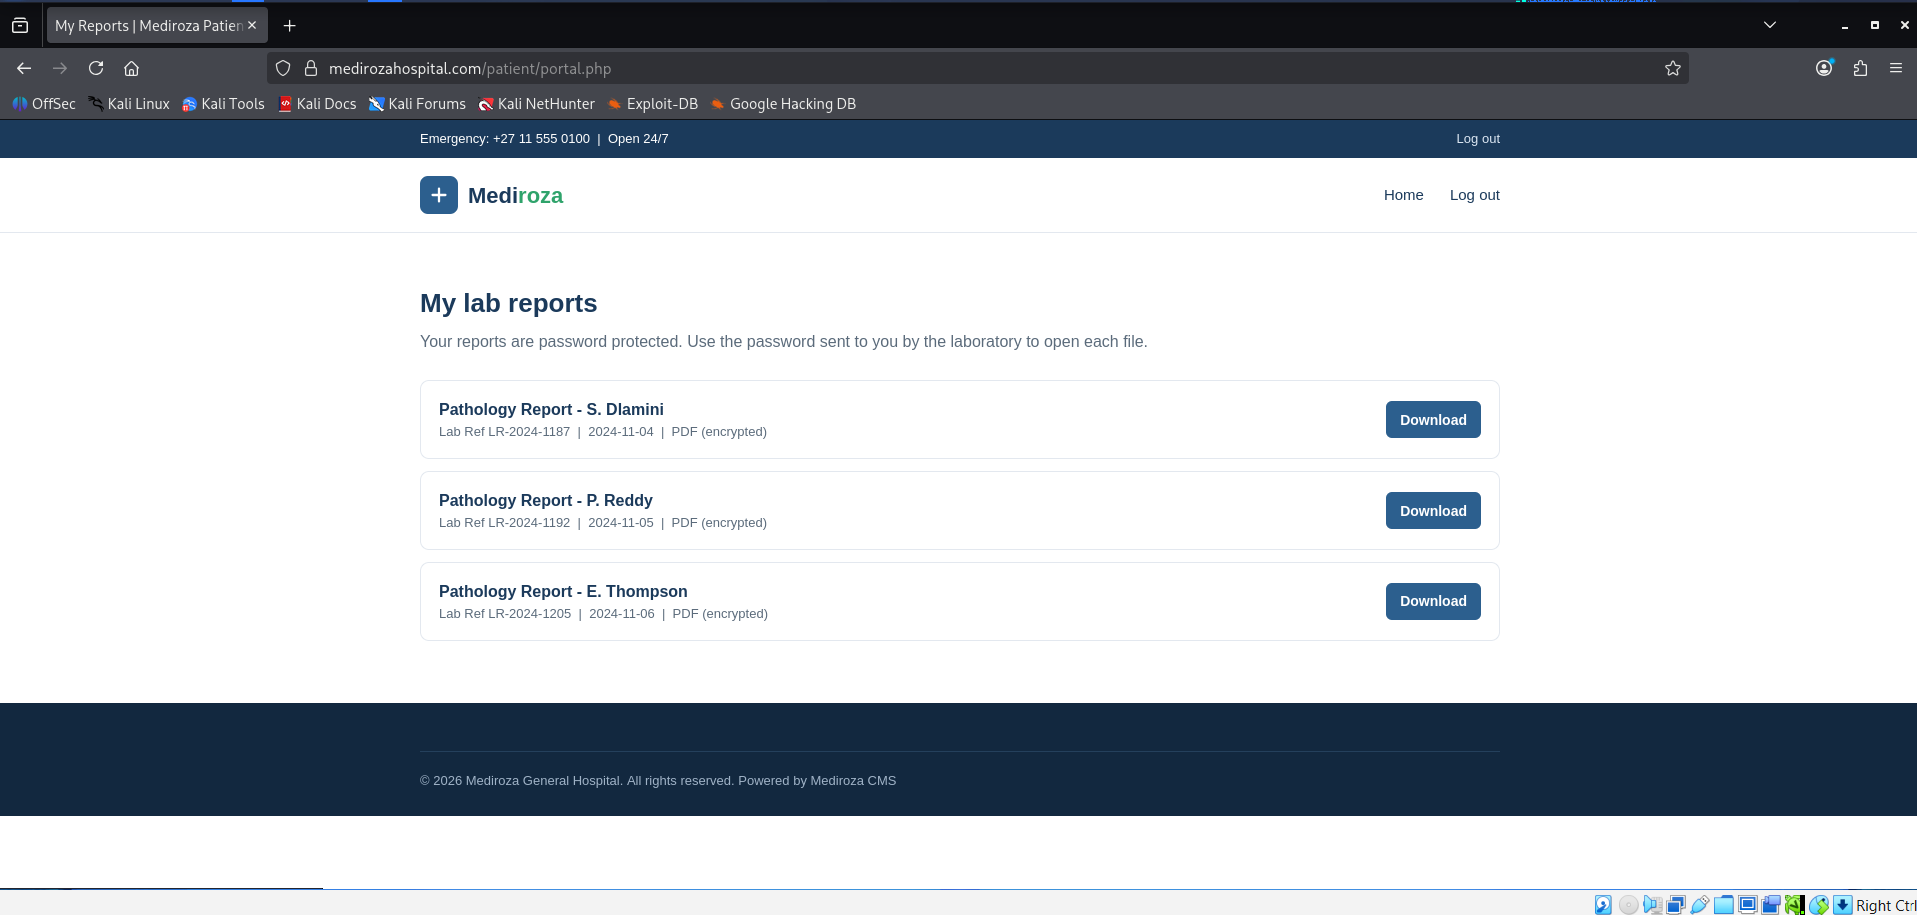 My Reports | Mediroza Patien
medirozahospital.com/patient/portal.php
OffSec Kali Linux Kali Tools Kali Docs Kali Forums Kali NetHunter Exploit-DB Google Hacking DB
Emergency: +27 11 555 0100 | Open 24/7 Log out
Mediroza Home Log out
My lab reports
Your reports are password protected. Use the password sent to you by the laboratory to open each file.
Pathology Report - S. Dlamini
Lab Ref LR-2024-1187 | 2024-11-04 | PDF (encrypted)
Download
Pathology Report - P. Reddy
Lab Ref LR-2024-1192 | 2024-11-05 | PDF (encrypted)
Download
Pathology Report - E. Thompson
Lab Ref LR-2024-1205 | 2024-11-06 | PDF (encrypted)
Download
© 2026 Mediroza General Hospital. All rights reserved. Powered by Mediroza CMS
Right Ctrl